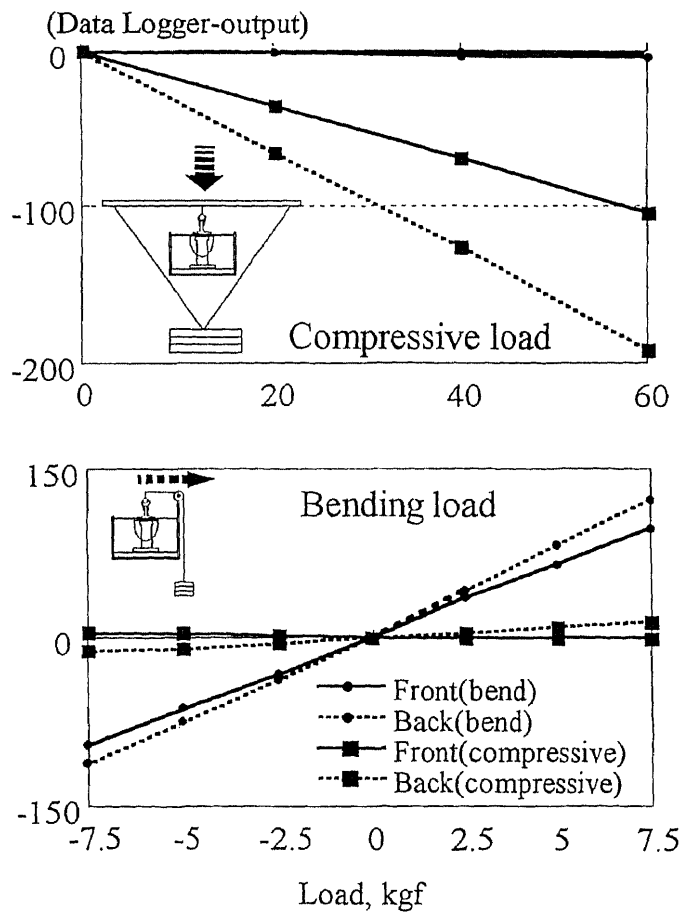 (Data Logger-output)
0
-100
-200
Compressive load
0 20 40 60
150
Bending load
0
Front(bend)
Back(bend)
Front(compressive)
Back(compressive)
-150
-7.5 -5 -2.5 0 2.5 5 7.5
Load, kgf